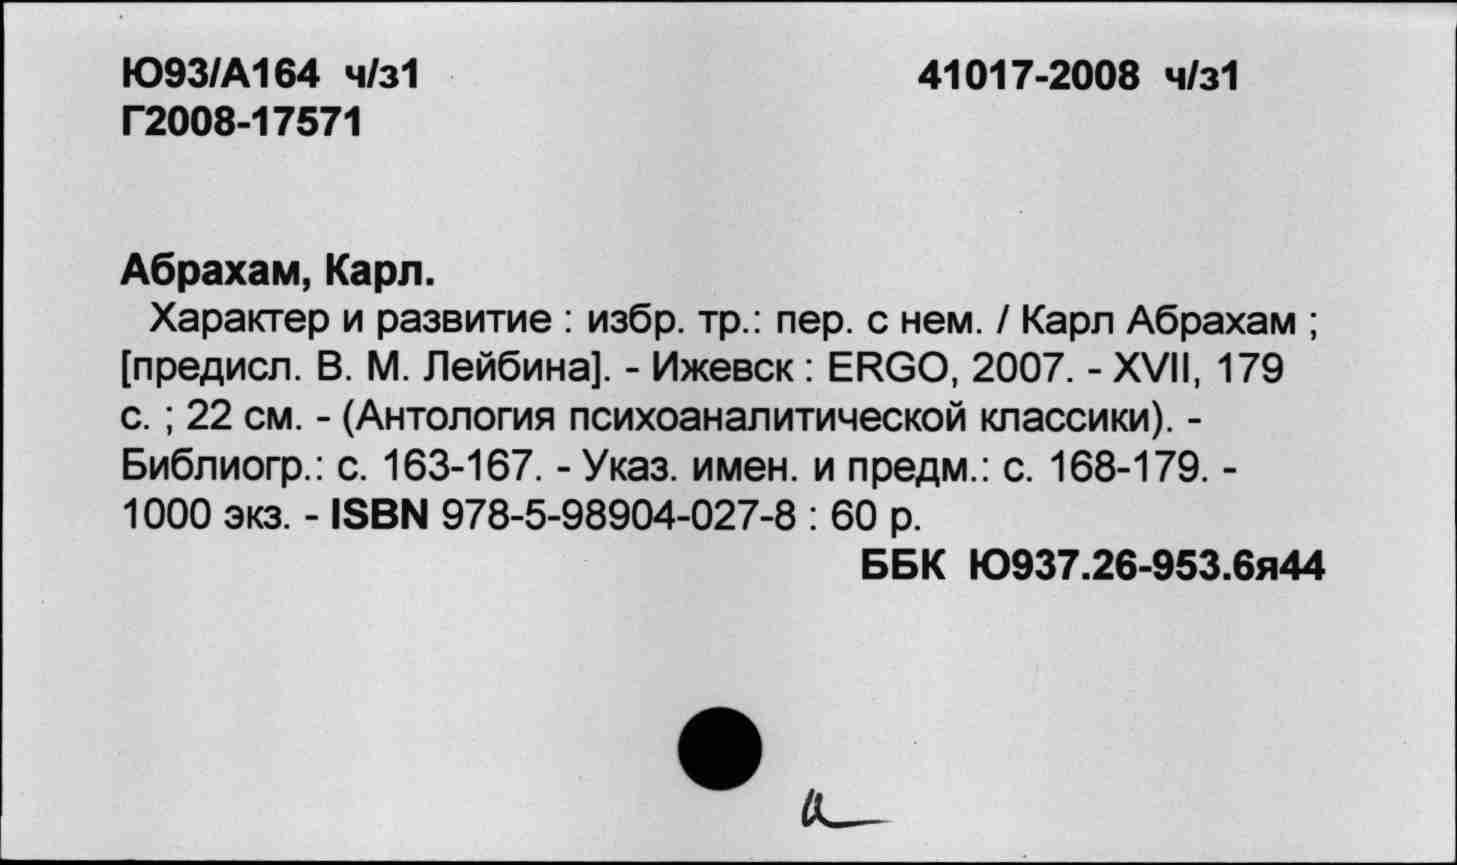 Ю93/А164 ч/з1 41017-2008 ч/з1
Г2008-17571
Абрахам, Карл.
Характер и развитие : избр. тр.: пер. с нем. / Карл Абрахам ;
[предисл. В. М. Лейбина]. - Ижевск : ERGO, 2007. - XVII, 179
с. ; 22 см. - (Антология психоаналитической классики). -
Библиогр.: с. 163-167. - Указ. имен. и предм.: с. 168-179. -
1000 экз. - ISBN 978-5-98904-027-8 : 60 р.
ББК Ю937.26-953.6я44